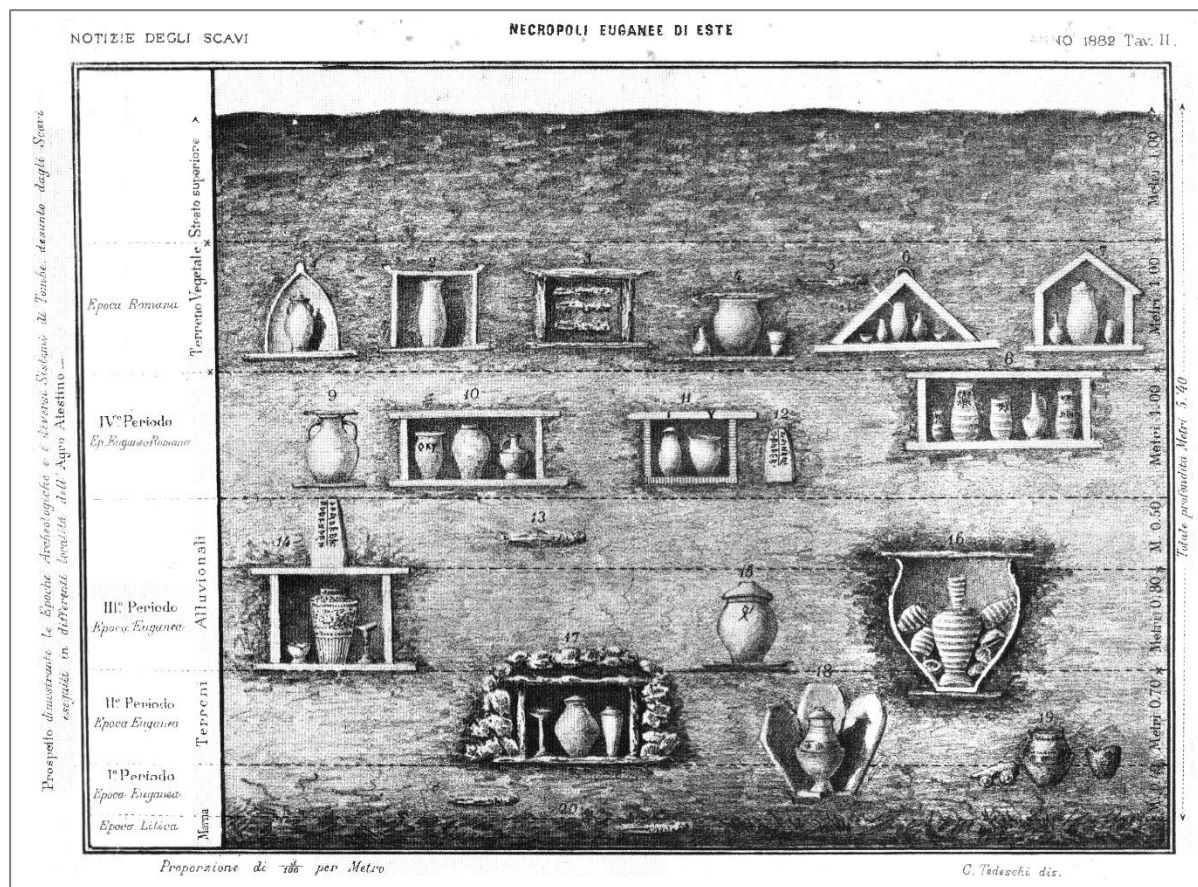 NOTIZIE DEGLI SCAVI
NECROPOLI EUGANEE DI ESTE
ANNO 1882 Tav. II.
Prospetto dimostrante le Epoche Archeologiche e i diversi Sistemi di Tombe, desunto dagli Scavi
eseguiti in differenti località dell'Agro Atestino
Strato superiore
Terreno Vegetale
Epoca Romana
IVº Periodo
Ep. Euganeo-Romana
Alluvionali
IIIº Periodo
Epoca Euganea
Terreni
IIº Periodo
Epoca Euganea
Iº Periodo
Epoca Euganea
Marna
Epoca Litica
2
3
4
5
6
7
8
9
10
11
12
13
14
15
16
17
18
19
20
Metri 1.00
Metri 1.00
Metri 1.00
M. 0.50
Metri 0.80
Metri 0.70
Totale profondità Metri 5.40
Proporzione di 3/100 per Metro
C. Tedeschi dis.